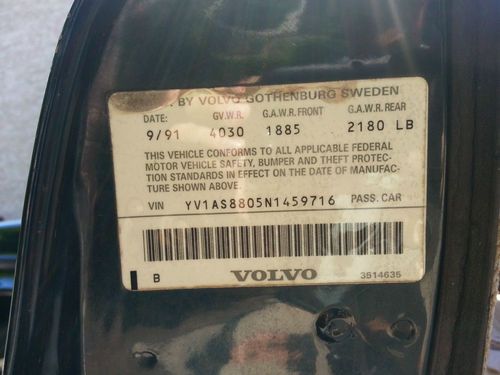 BY VOLVO GOTHENBURG SWEDEN
DATE: G.V.W.R. G.A.W.R. FRONT G.A.W.R. REAR
9/91 4030 1885 2180 LB
THIS VEHICLE CONFORMS TO ALL APPLICABLE FEDERAL
MOTOR VEHICLE SAFETY, BUMPER AND THEFT PROTEC-
TION STANDARDS IN EFFECT ON THE DATE OF MANUFAC-
TURE SHOWN ABOVE.
VIN YV1AS8805N1459716 PASS. CAR
B VOLVO 3514635